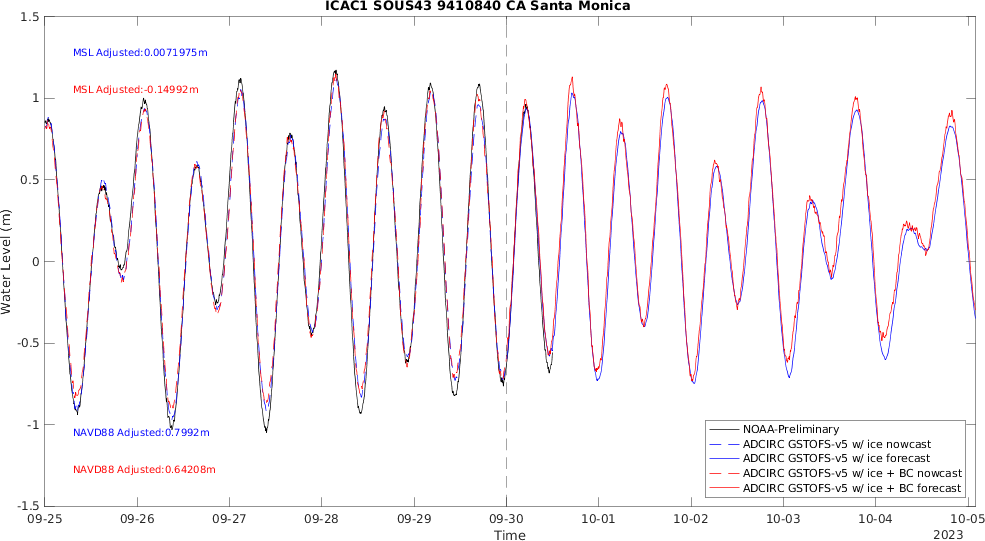 ICAC1 SOUS43 9410840 CA Santa Monica
1.5
1
0.5
0
-0.5
-1
-1.5
Water Level (m)
MSL Adjusted:0.0071975m
MSL Adjusted:-0.14992m
NAVD88 Adjusted:0.7992m
NAVD88 Adjusted:0.64208m
NOAA-Preliminary
ADCIRC GSTOFS-v5 w/ ice nowcast
ADCIRC GSTOFS-v5 w/ ice forecast
ADCIRC GSTOFS-v5 w/ ice + BC nowcast
ADCIRC GSTOFS-v5 w/ ice + BC forecast
09-25 09-26 09-27 09-28 09-29 09-30 10-01 10-02 10-03 10-04 10-05
Time
2023